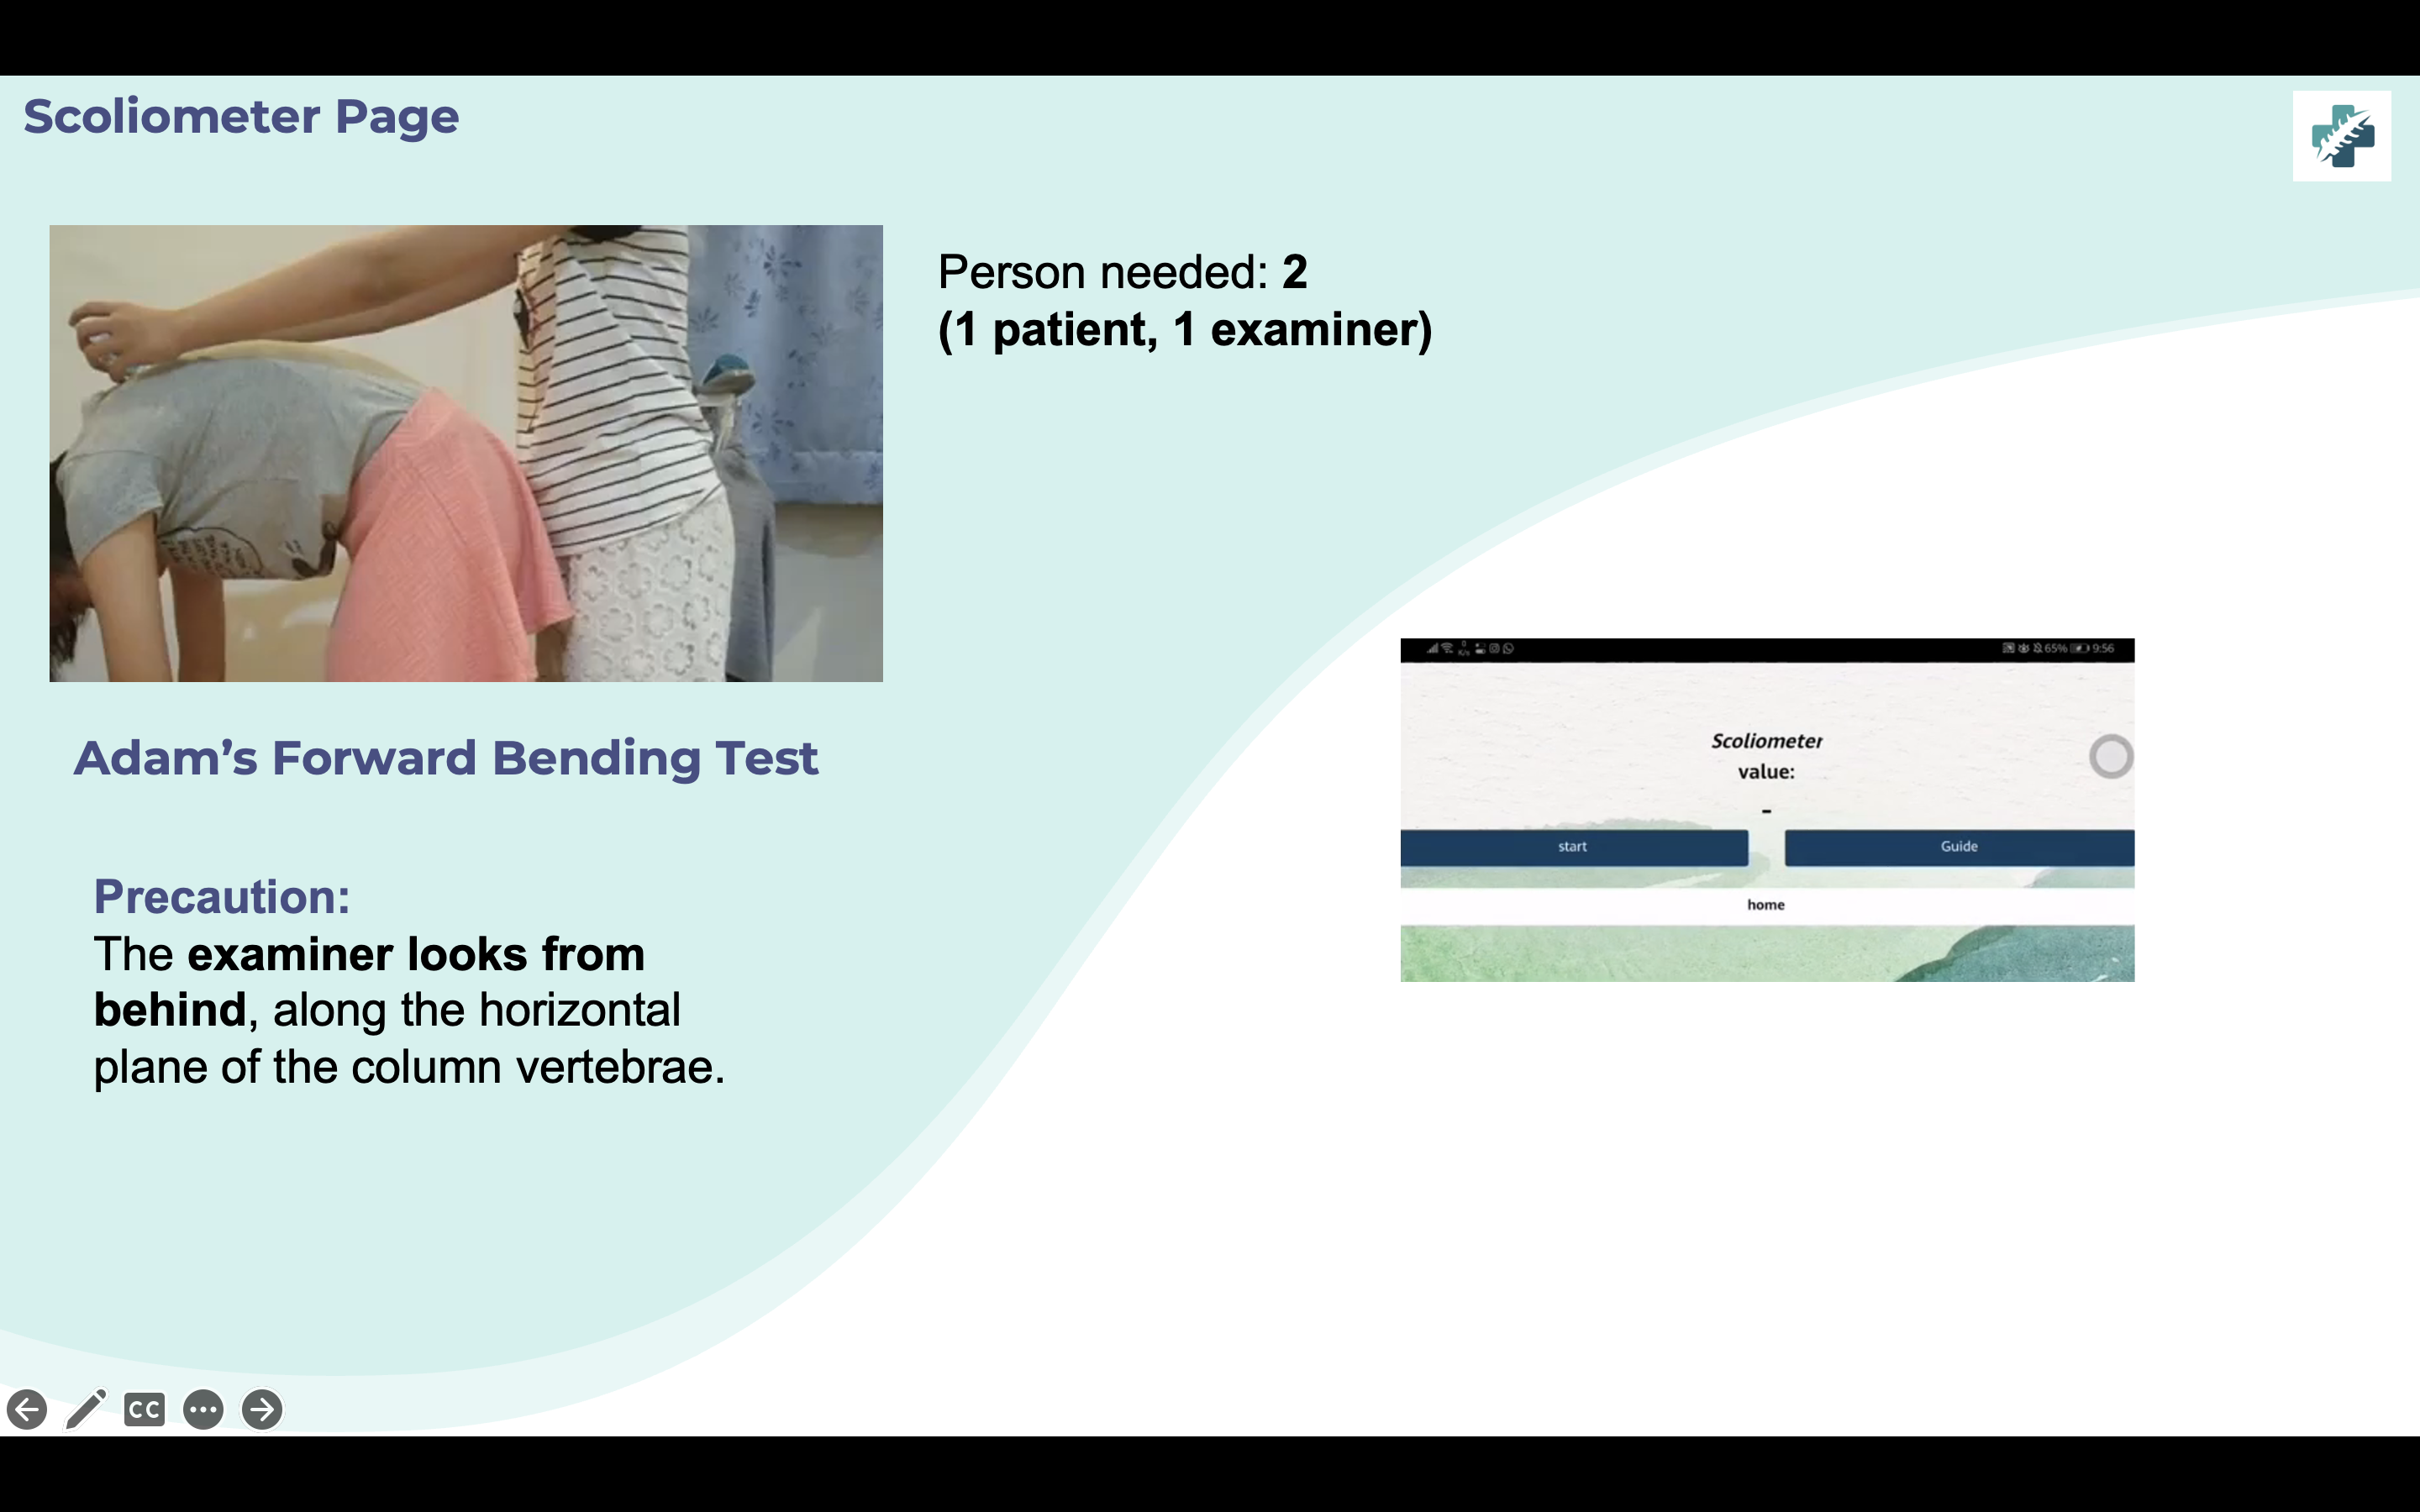 Scoliometer Page
Person needed: 2
(1 patient, 1 examiner)
Adam’s Forward Bending Test
Precaution:
The examiner looks from
behind, along the horizontal
plane of the column vertebrae.
0
K/s
65%
9:56
Scoliometer
value:
-
start
Guide
home
CC